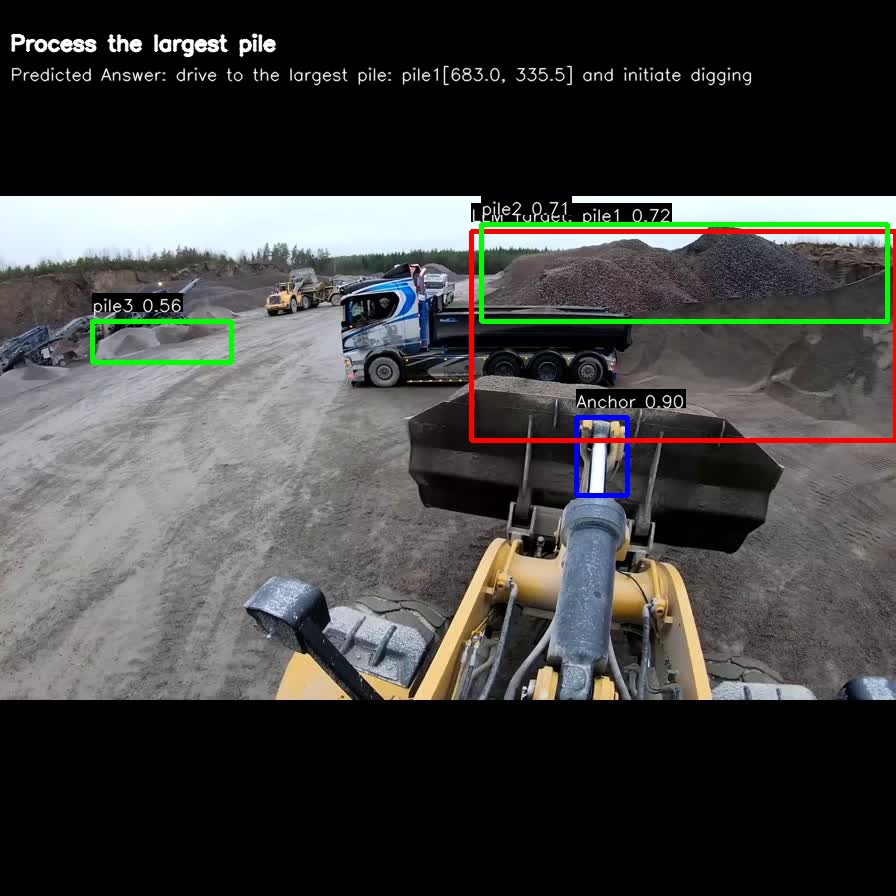 Process the largest pile
Predicted Answer: drive to the largest pile: pile1[683.0, 335.5] and initiate digging
pile2 0.71
Target: pile1 0.72
pile3 0.56
Anchor 0.90